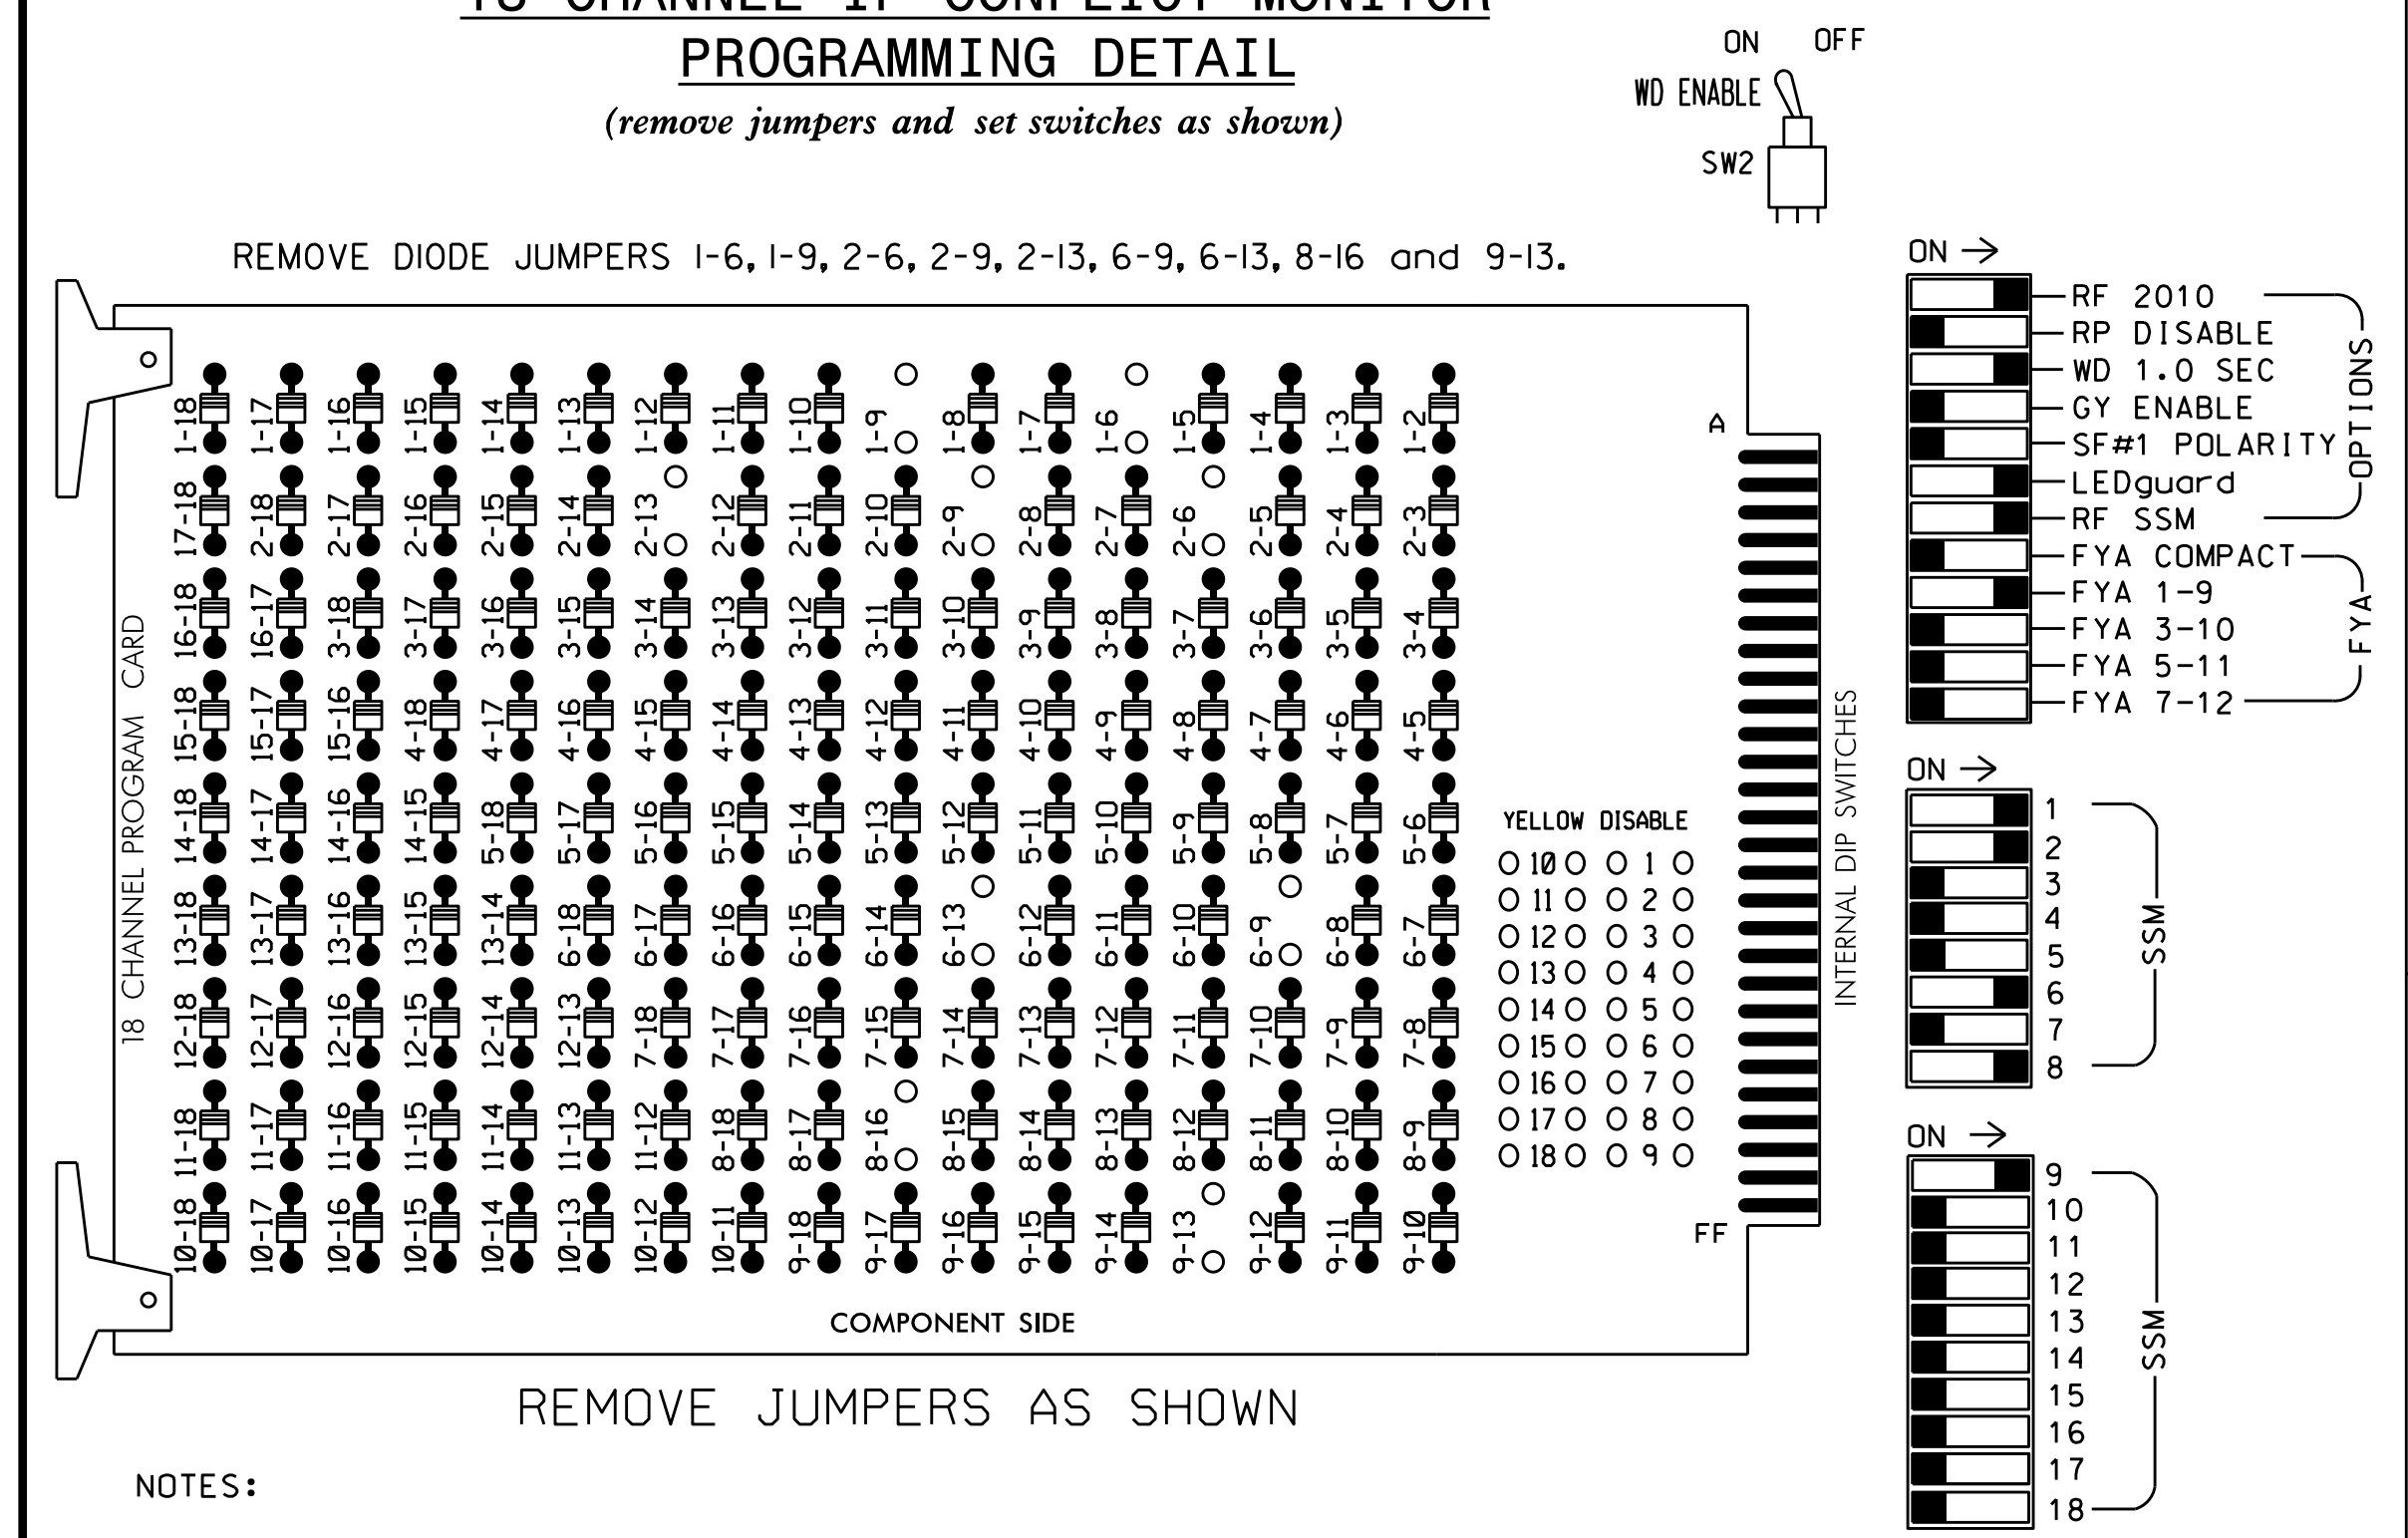 18 CHANNEL IP CONFLICT MONITOR
PROGRAMMING DETAIL
(remove jumpers and set switches as shown)
ON OFF
WD ENABLE
SW2
REMOVE DIODE JUMPERS 1-6, 1-9, 2-6, 2-9, 2-13, 6-9, 6-13, 8-16 and 9-13.
18 CHANNEL PROGRAM CARD
1-18 1-17 1-16 1-15 1-14 1-13 1-12 1-11 1-10 1-9 1-8 1-7 1-6 1-5 1-4 1-3 1-2
17-18 2-18 2-17 2-16 2-15 2-14 2-13 2-12 2-11 2-10 2-9 2-8 2-7 2-6 2-5 2-4 2-3
16-18 16-17 3-18 3-17 3-16 3-15 3-14 3-13 3-12 3-11 3-10 3-9 3-8 3-7 3-6 3-5 3-4
15-18 15-17 15-16 4-18 4-17 4-16 4-15 4-14 4-13 4-12 4-11 4-10 4-9 4-8 4-7 4-6 4-5
14-18 14-17 14-16 14-15 5-18 5-17 5-16 5-15 5-14 5-13 5-12 5-11 5-10 5-9 5-8 5-7 5-6
13-18 13-17 13-16 13-15 13-14 6-18 6-17 6-16 6-15 6-14 6-13 6-12 6-11 6-10 6-9 6-8 6-7
12-18 12-17 12-16 12-15 12-14 12-13 7-18 7-17 7-16 7-15 7-14 7-13 7-12 7-11 7-10 7-9 7-8
11-18 11-17 11-16 11-15 11-14 11-13 11-12 8-18 8-17 8-16 8-15 8-14 8-13 8-12 8-11 8-10 8-9
10-18 10-17 10-16 10-15 10-14 10-13 10-12 10-11 9-18 9-17 9-16 9-15 9-14 9-13 9-12 9-11 9-10
A
YELLOW DISABLE
10 1
11 2
12 3
13 4
14 5
15 6
16 7
17 8
18 9
FF
COMPONENT SIDE
INTERNAL DIP SWITCHES
REMOVE JUMPERS AS SHOWN
NOTES:
ON →
RF 2010
RP DISABLE
WD 1.0 SEC
GY ENABLE
SF#1 POLARITY
LEDguard
RF SSM
OPTIONS
FYA COMPACT
FYA 1-9
FYA 3-10
FYA 5-11
FYA 7-12
FYA
ON →
1
2
3
4
5
6
7
8
SSM
ON →
9
10
11
12
13
14
15
16
17
18
SSM